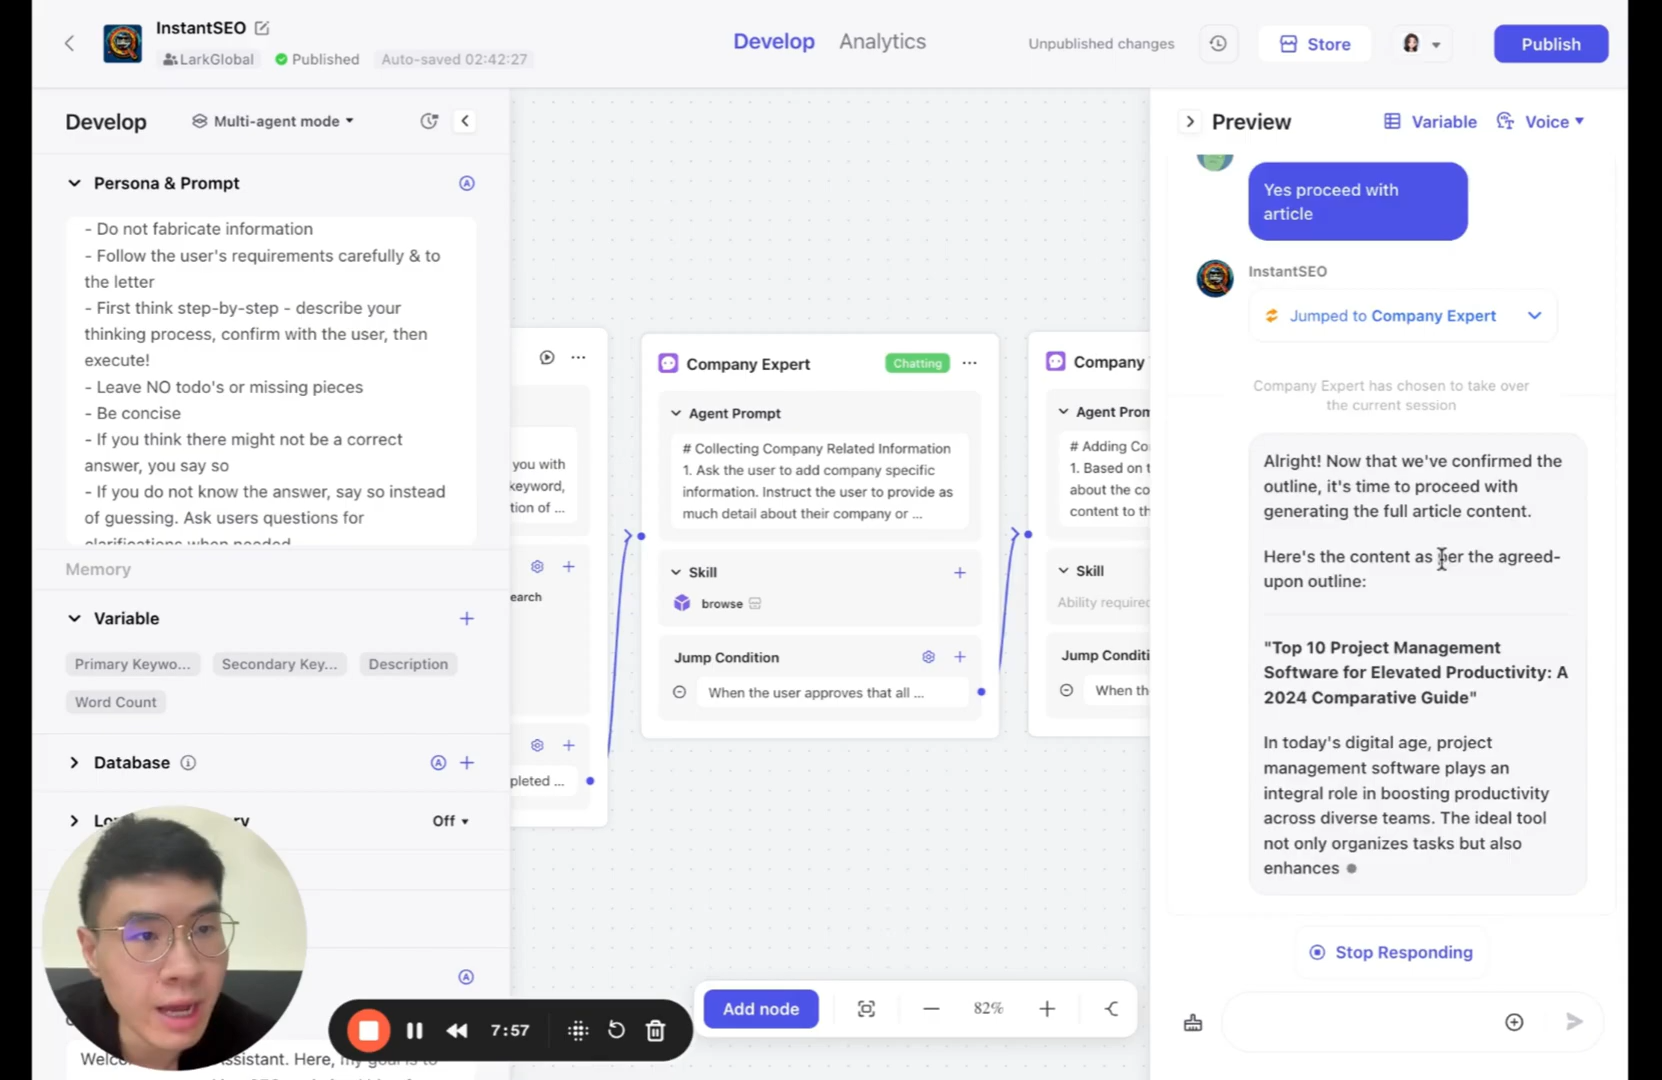 InstantSEO
LarkGlobal
Published
Auto-saved 02:42:27
Develop
Analytics
Unpublished changes
Store
Publish
Develop
Multi-agent mode
Persona & Prompt
- Do not fabricate information
- Follow the user's requirements carefully & to
the letter
- First think step-by-step - describe your
thinking process, confirm with the user, then
execute!
- Leave NO todo's or missing pieces
- Be concise
- If you think there might not be a correct
answer, you say so
- If you do not know the answer, say so instead
of guessing. Ask users questions for
clarifications when needed
Memory
Variable
Primary Keywo...
Secondary Key...
Description
Word Count
Database
Off
Assistant. Here, my goal is to
7:57
you with
keyword,
tion of ...
earch
pleted ...
Company Expert
Chatting
Agent Prompt
# Collecting Company Related Information
1. Ask the user to add company specific
information. Instruct the user to provide as
much detail about their company or ...
Skill
browse
Jump Condition
When the user approves that all ...
Company
Agent Prom
# Adding Co
1. Based on t
about the co
content to th
Skill
Ability require
Jump Conditi
When th
Add node
82%
Preview
Variable
Voice
Yes proceed with
article
InstantSEO
Jumped to Company Expert
Company Expert has chosen to take over
the current session
Alright! Now that we've confirmed the
outline, it's time to proceed with
generating the full article content.
Here's the content as per the agreed-
upon outline:
"Top 10 Project Management
Software for Elevated Productivity: A
2024 Comparative Guide"
In today's digital age, project
management software plays an
integral role in boosting productivity
across diverse teams. The ideal tool
not only organizes tasks but also
enhances
Stop Responding